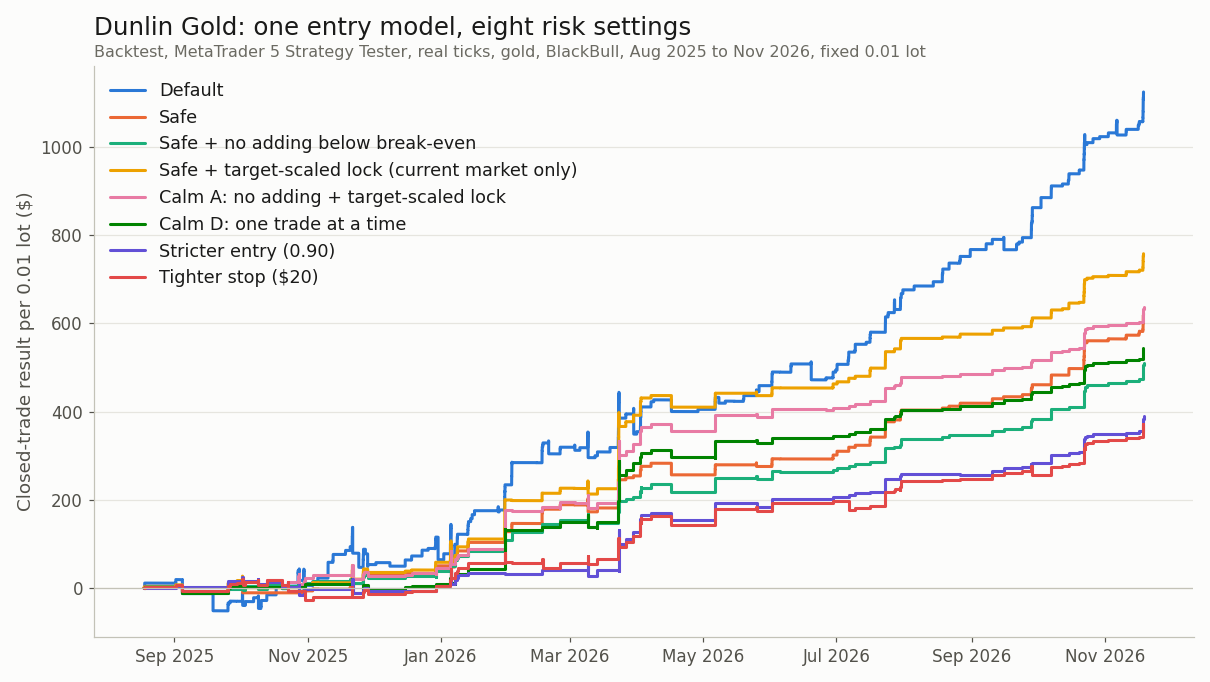 Dunlin Gold: one entry model, eight risk settings
Backtest, MetaTrader 5 Strategy Tester, real ticks, gold, BlackBull, Aug 2025 to Nov 2026, fixed 0.01 lot
Default
Safe
Safe + no adding below break-even
Safe + target-scaled lock (current market only)
Calm A: no adding + target-scaled lock
Calm D: one trade at a time
Stricter entry (0.90)
Tighter stop ($20)
Closed-trade result per 0.01 lot ($)
1000
800
600
400
200
0
Sep 2025
Nov 2025
Jan 2026
Mar 2026
May 2026
Jul 2026
Sep 2026
Nov 2026